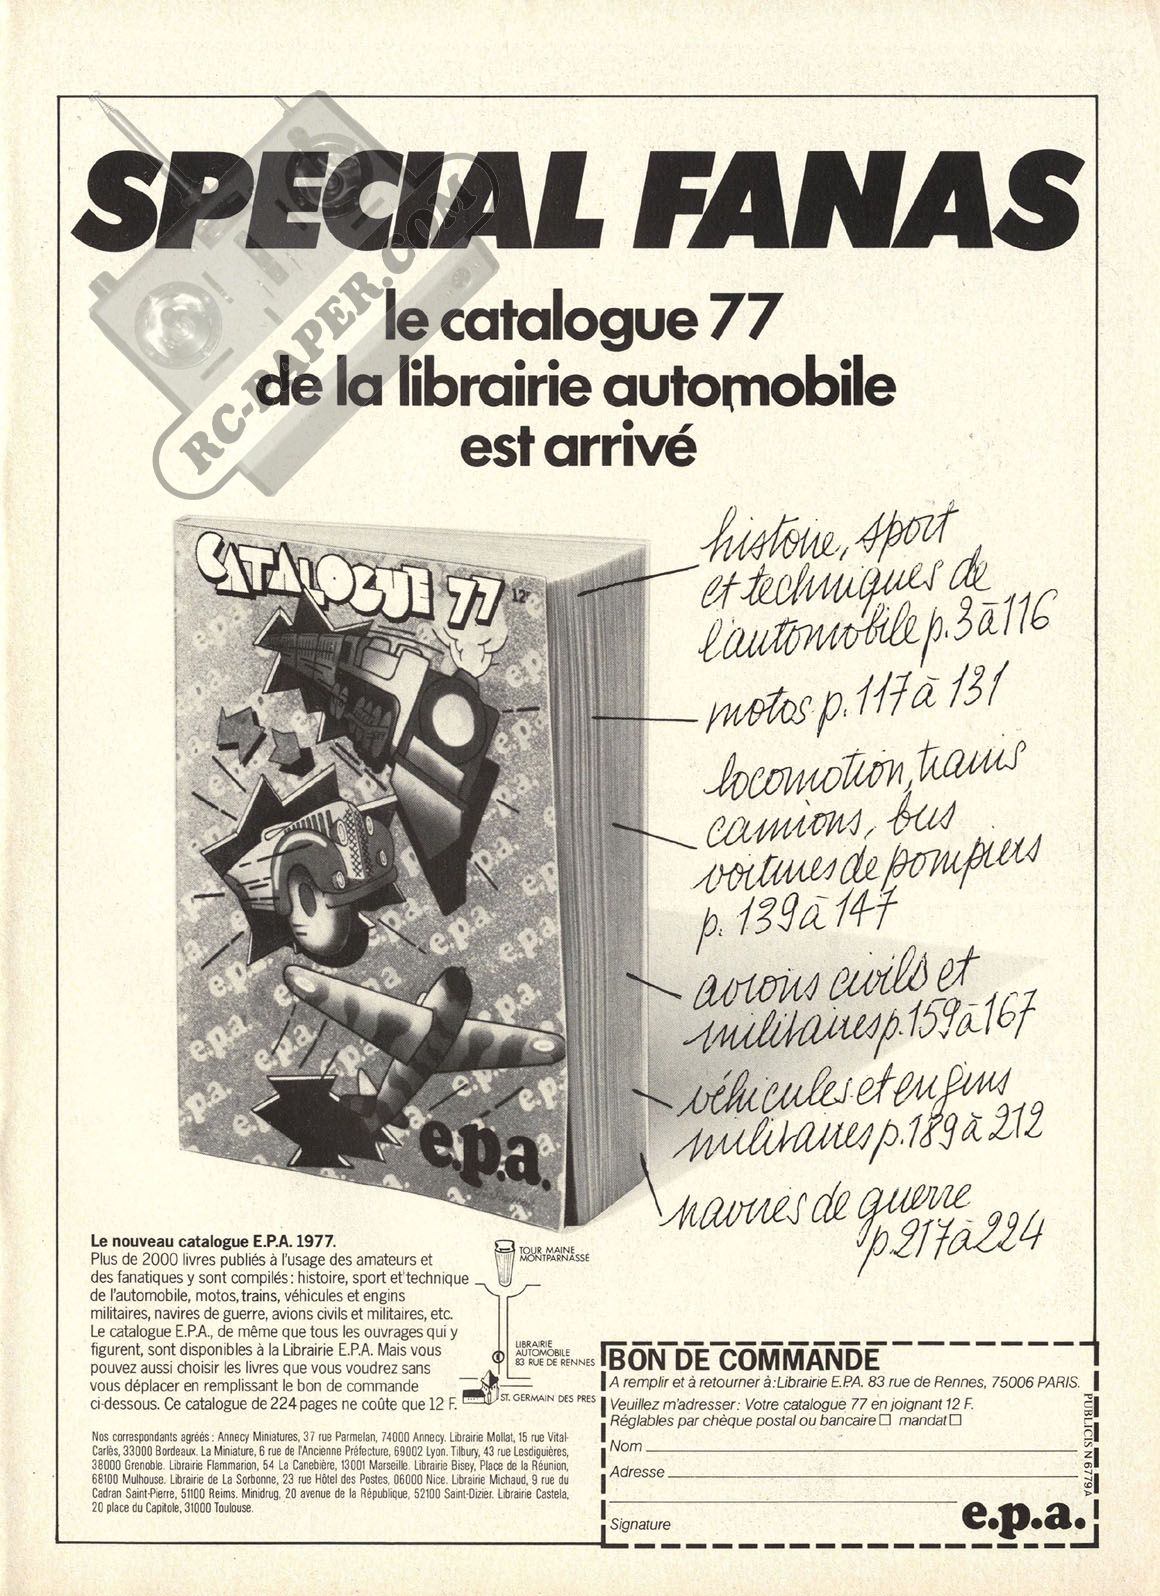 SPECIAL FANAS
RC-PAPER.COM
le catalogue 77
de la librairie automobile
est arrivé
CATALOGUE 77
12F
e.p.a.
histoire, sport
et techniques de
l'automobile p. 3 à 116
motos p. 117 à 131
locomotion, trains
camions, bus
voitures de pompiers
p. 139 à 147
avions civils et
militaires p. 159 à 167
véhicules et engins
militaires p. 189 à 212
navires de guerre
p. 217 à 224
Le nouveau catalogue E.P.A. 1977.
Plus de 2000 livres publiés à l'usage des amateurs et
des fanatiques y sont compilés : histoire, sport et technique
de l'automobile, motos, trains, véhicules et engins
militaires, navires de guerre, avions civils et militaires, etc.
Le catalogue E.P.A., de même que tous les ouvrages qui y
figurent, sont disponibles à la Librairie E.P.A. Mais vous
pouvez aussi choisir les livres que vous voudrez sans
vous déplacer en remplissant le bon de commande
ci-dessous. Ce catalogue de 224 pages ne coûte que 12 F.
TOUR MAINE
MONTPARNASSE
LIBRAIRIE
AUTOMOBILE
83 RUE DE RENNES
ST. GERMAIN DES PRES
Nos correspondants agréés : Annecy Miniatures, 37 rue Parmelan, 74000 Annecy. Librairie Mollat, 15 rue Vital-
Carlès, 33000 Bordeaux. La Miniature, 6 rue de l'Ancienne Préfecture, 69002 Lyon. Tilbury, 43 rue Lesdiguières,
38000 Grenoble. Librairie Flammarion, 54 La Canebière, 13001 Marseille. Librairie Bisey, Place de la Réunion,
68100 Mulhouse. Librairie de La Sorbonne, 23 rue Hôtel des Postes, 06000 Nice. Librairie Michaud, 9 rue du
Cadran Saint-Pierre, 51100 Reims. Minidrug, 20 avenue de la République, 52100 Saint-Dizier. Librairie Castela,
20 place du Capitole, 31000 Toulouse.
BON DE COMMANDE
A remplir et à retourner à : Librairie E.P.A. 83 rue de Rennes, 75006 PARIS.
Veuillez m'adresser : Votre catalogue 77 en joignant 12 F.
Réglables par chèque postal ou bancaire □ mandat □
Nom
Adresse
Signature
e.p.a.
PUBLICIS N 6779 A